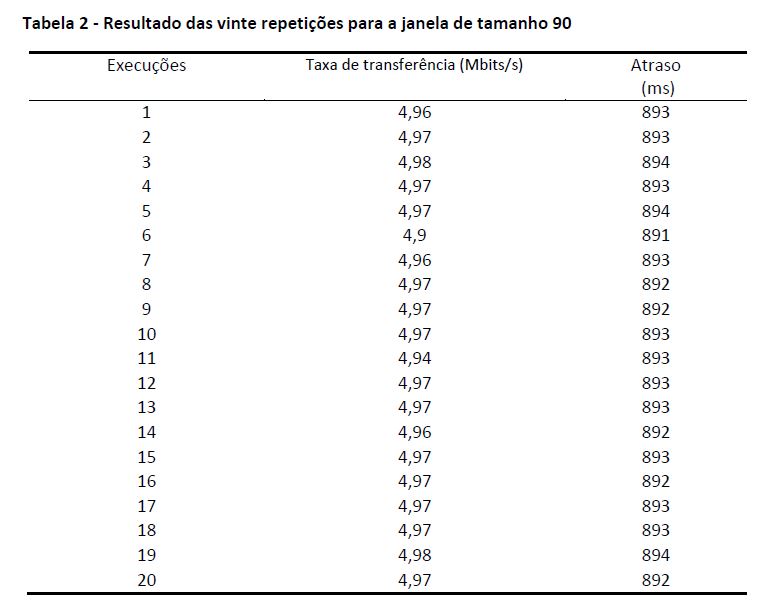 Tabela 2 - Resultado das vinte repetições para a janela de tamanho 90
Execuções Taxa de transferência (Mbits/s) Atraso
(ms)
1 4,96 893
2 4,97 893
3 4,98 894
4 4,97 893
5 4,97 894
6 4,9 891
7 4,96 893
8 4,97 892
9 4,97 892
10 4,97 893
11 4,94 893
12 4,97 893
13 4,97 893
14 4,96 892
15 4,97 893
16 4,97 892
17 4,97 893
18 4,97 893
19 4,98 894
20 4,97 892